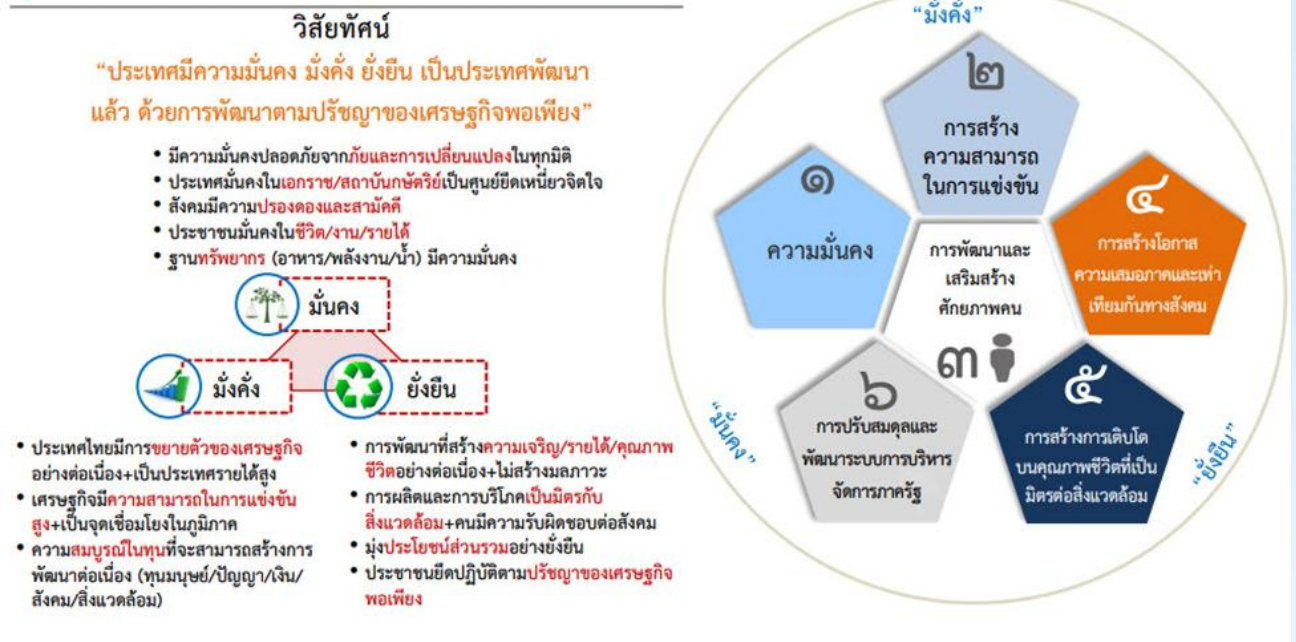 วิสัยทัศน์
“ประเทศมีความมั่นคง มั่งคั่ง ยั่งยืน เป็นประเทศพัฒนา
แล้ว ด้วยการพัฒนาตามปรัชญาของเศรษฐกิจพอเพียง”
• มีความมั่นคงปลอดภัยจากภัยและการเปลี่ยนแปลงในทุกมิติ
• ประเทศมั่นคงในเอกราช/สถาบันกษัตริย์เป็นศูนย์ยึดเหนี่ยวจิตใจ
• สังคมมีความปรองดองและสามัคคี
• ประชาชนมั่นคงในชีวิต/งาน/รายได้
• ฐานทรัพยากร (อาหาร/พลังงาน/น้ำ) มีความมั่นคง
มั่นคง
มั่งคั่ง
ยั่งยืน
• ประเทศไทยมีการขยายตัวของเศรษฐกิจ
อย่างต่อเนื่อง+เป็นประเทศรายได้สูง
• เศรษฐกิจมีความสามารถในการแข่งขัน
สูง+เป็นจุดเชื่อมโยงในภูมิภาค
• ความสมบูรณ์ในทุนที่จะสามารถสร้างการ
พัฒนาต่อเนื่อง (ทุนมนุษย์/ปัญญา/เงิน/
สังคม/สิ่งแวดล้อม)
• การพัฒนาที่สร้างความเจริญ/รายได้/คุณภาพ
ชีวิตอย่างต่อเนื่อง+ไม่สร้างมลภาวะ
• การผลิตและการบริโภคเป็นมิตรกับ
สิ่งแวดล้อม+คนมีความรับผิดชอบต่อสังคม
• มุ่งประโยชน์ส่วนรวมอย่างยั่งยืน
• ประชาชนยึดปฏิบัติตามปรัชญาของเศรษฐกิจ
พอเพียง
“มั่งคั่ง”
๑
ความมั่นคง
๒
การสร้าง
ความสามารถ
ในการแข่งขัน
การพัฒนาและ
เสริมสร้าง
ศักยภาพคน
๓
๔
การสร้างโอกาส
ความเสมอภาคและเท่า
เทียมกันทางสังคม
๕
การสร้างการเติบโต
บนคุณภาพชีวิตที่เป็น
มิตรต่อสิ่งแวดล้อม
๖
การปรับสมดุลและ
พัฒนาระบบการบริหาร
จัดการภาครัฐ
“มั่นคง”
“ยั่งยืน”